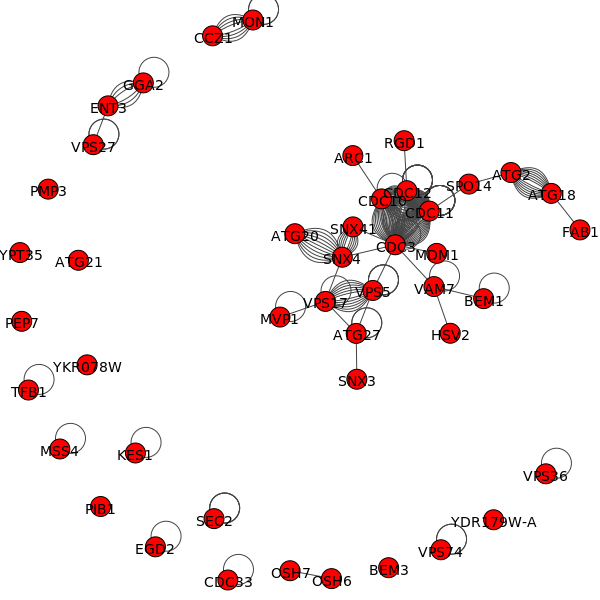 MON1
CCZ1
GGA2
ENT3
VPS27
RGD1
ARC1
ATG2
SPO14
PMP3
CDC12
ATG18
CDC10
CDC11
SNX41
FAB1
ATG20
CDC3
YPT35
ATG21
SNX4
MDM1
VAM7
VPS5
BEM1
VPS17
MVP1
PEP7
ATG27
HSV2
YKR078W
SNX3
TFB1
MSS4
KES1
VPS36
PIB1
SEC2
YDR179W-A
EGD2
VPS74
BEM3
OSH7
OSH6
CDC33